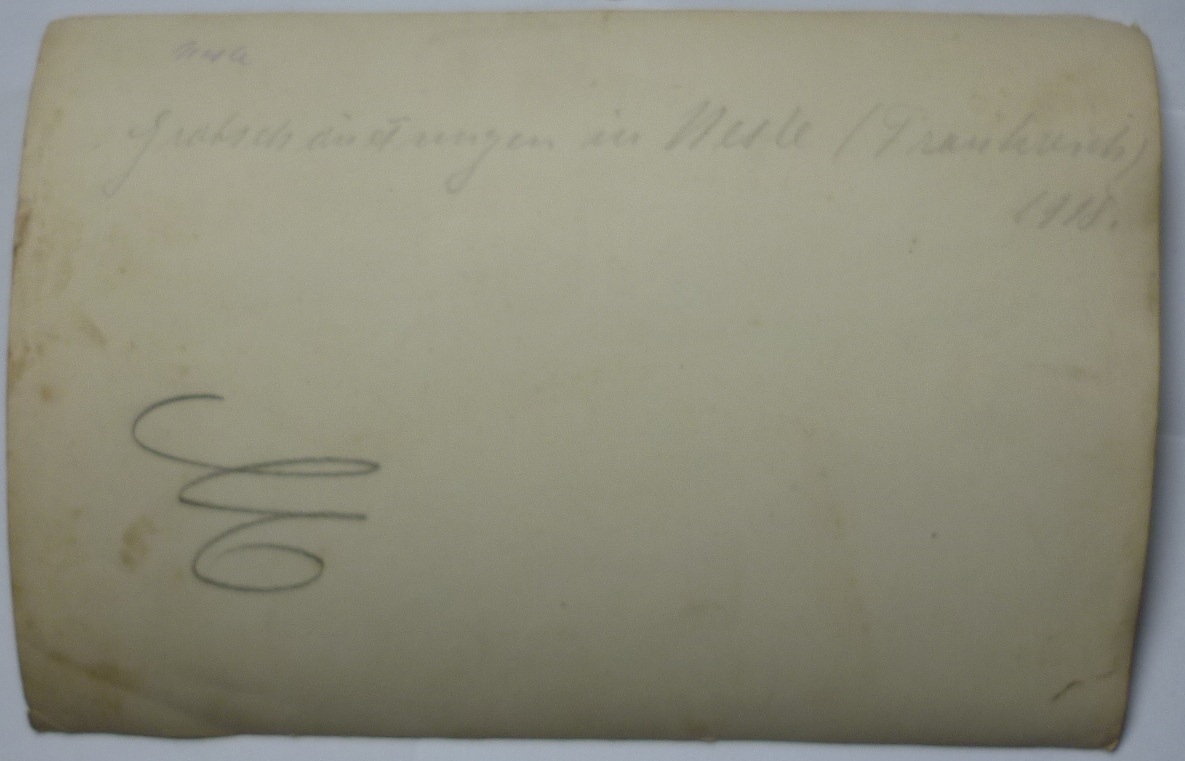 Nesle
Grabschändungen in Nesle (Frankreich)
1918.